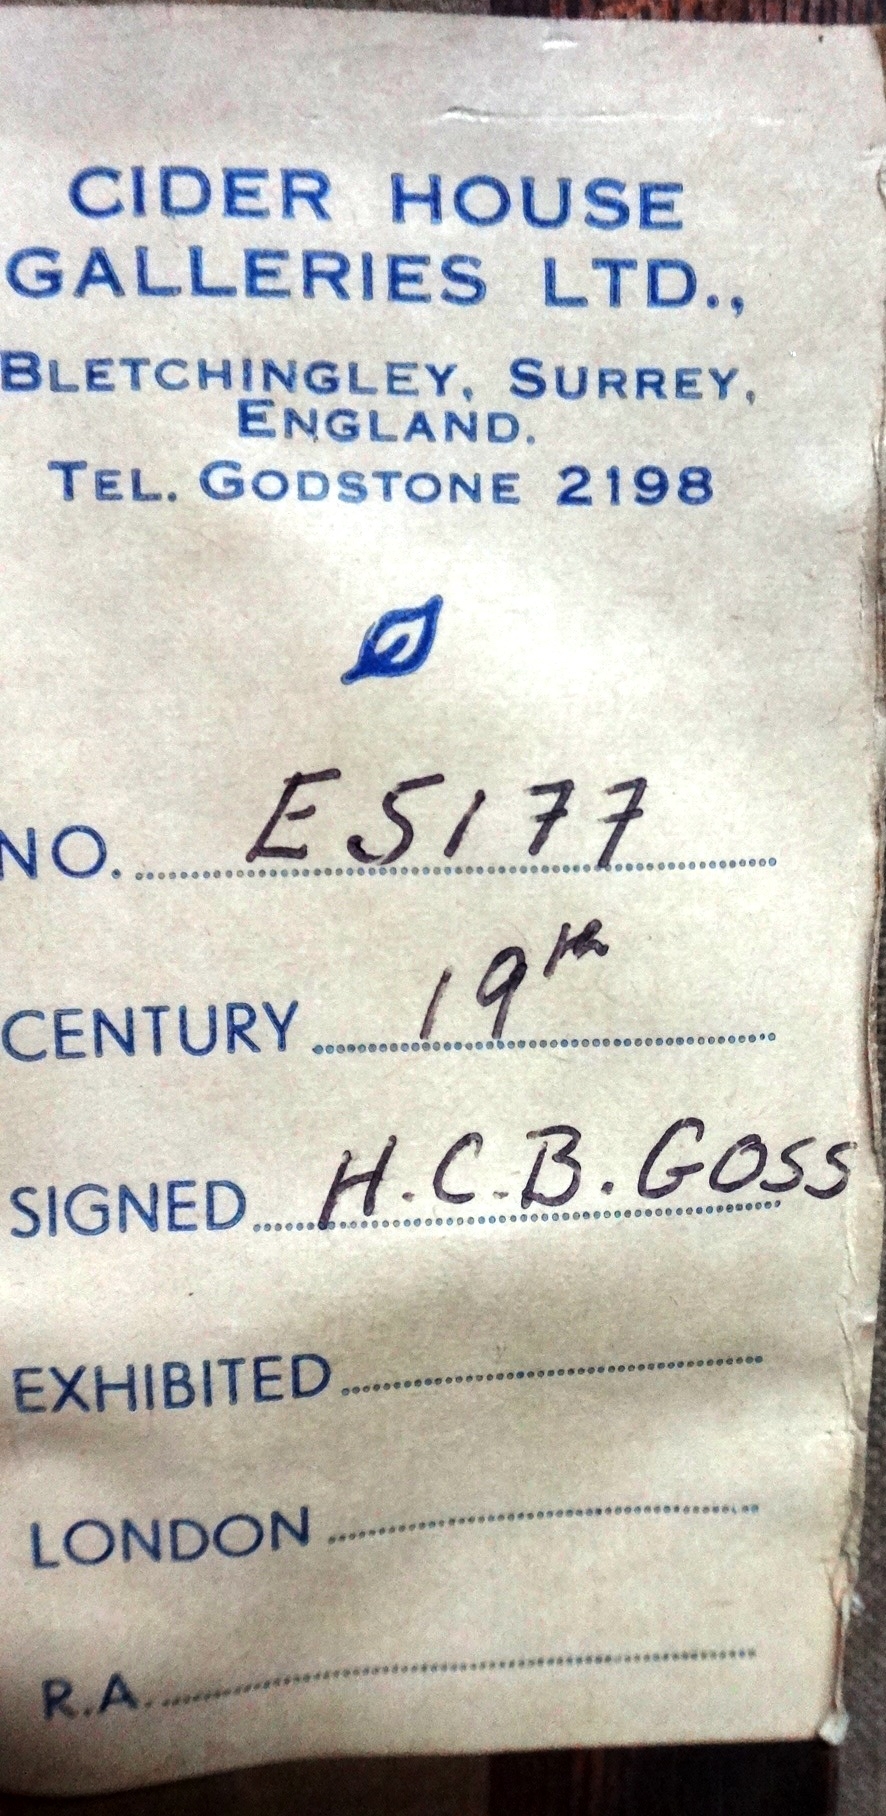 CIDER HOUSE
GALLERIES LTD.,
BLETCHINGLEY, SURREY,
ENGLAND.
TEL. GODSTONE 2198
NO. E5177
CENTURY 19th
SIGNED H.C.B. GOSS
EXHIBITED
LONDON
R.A.